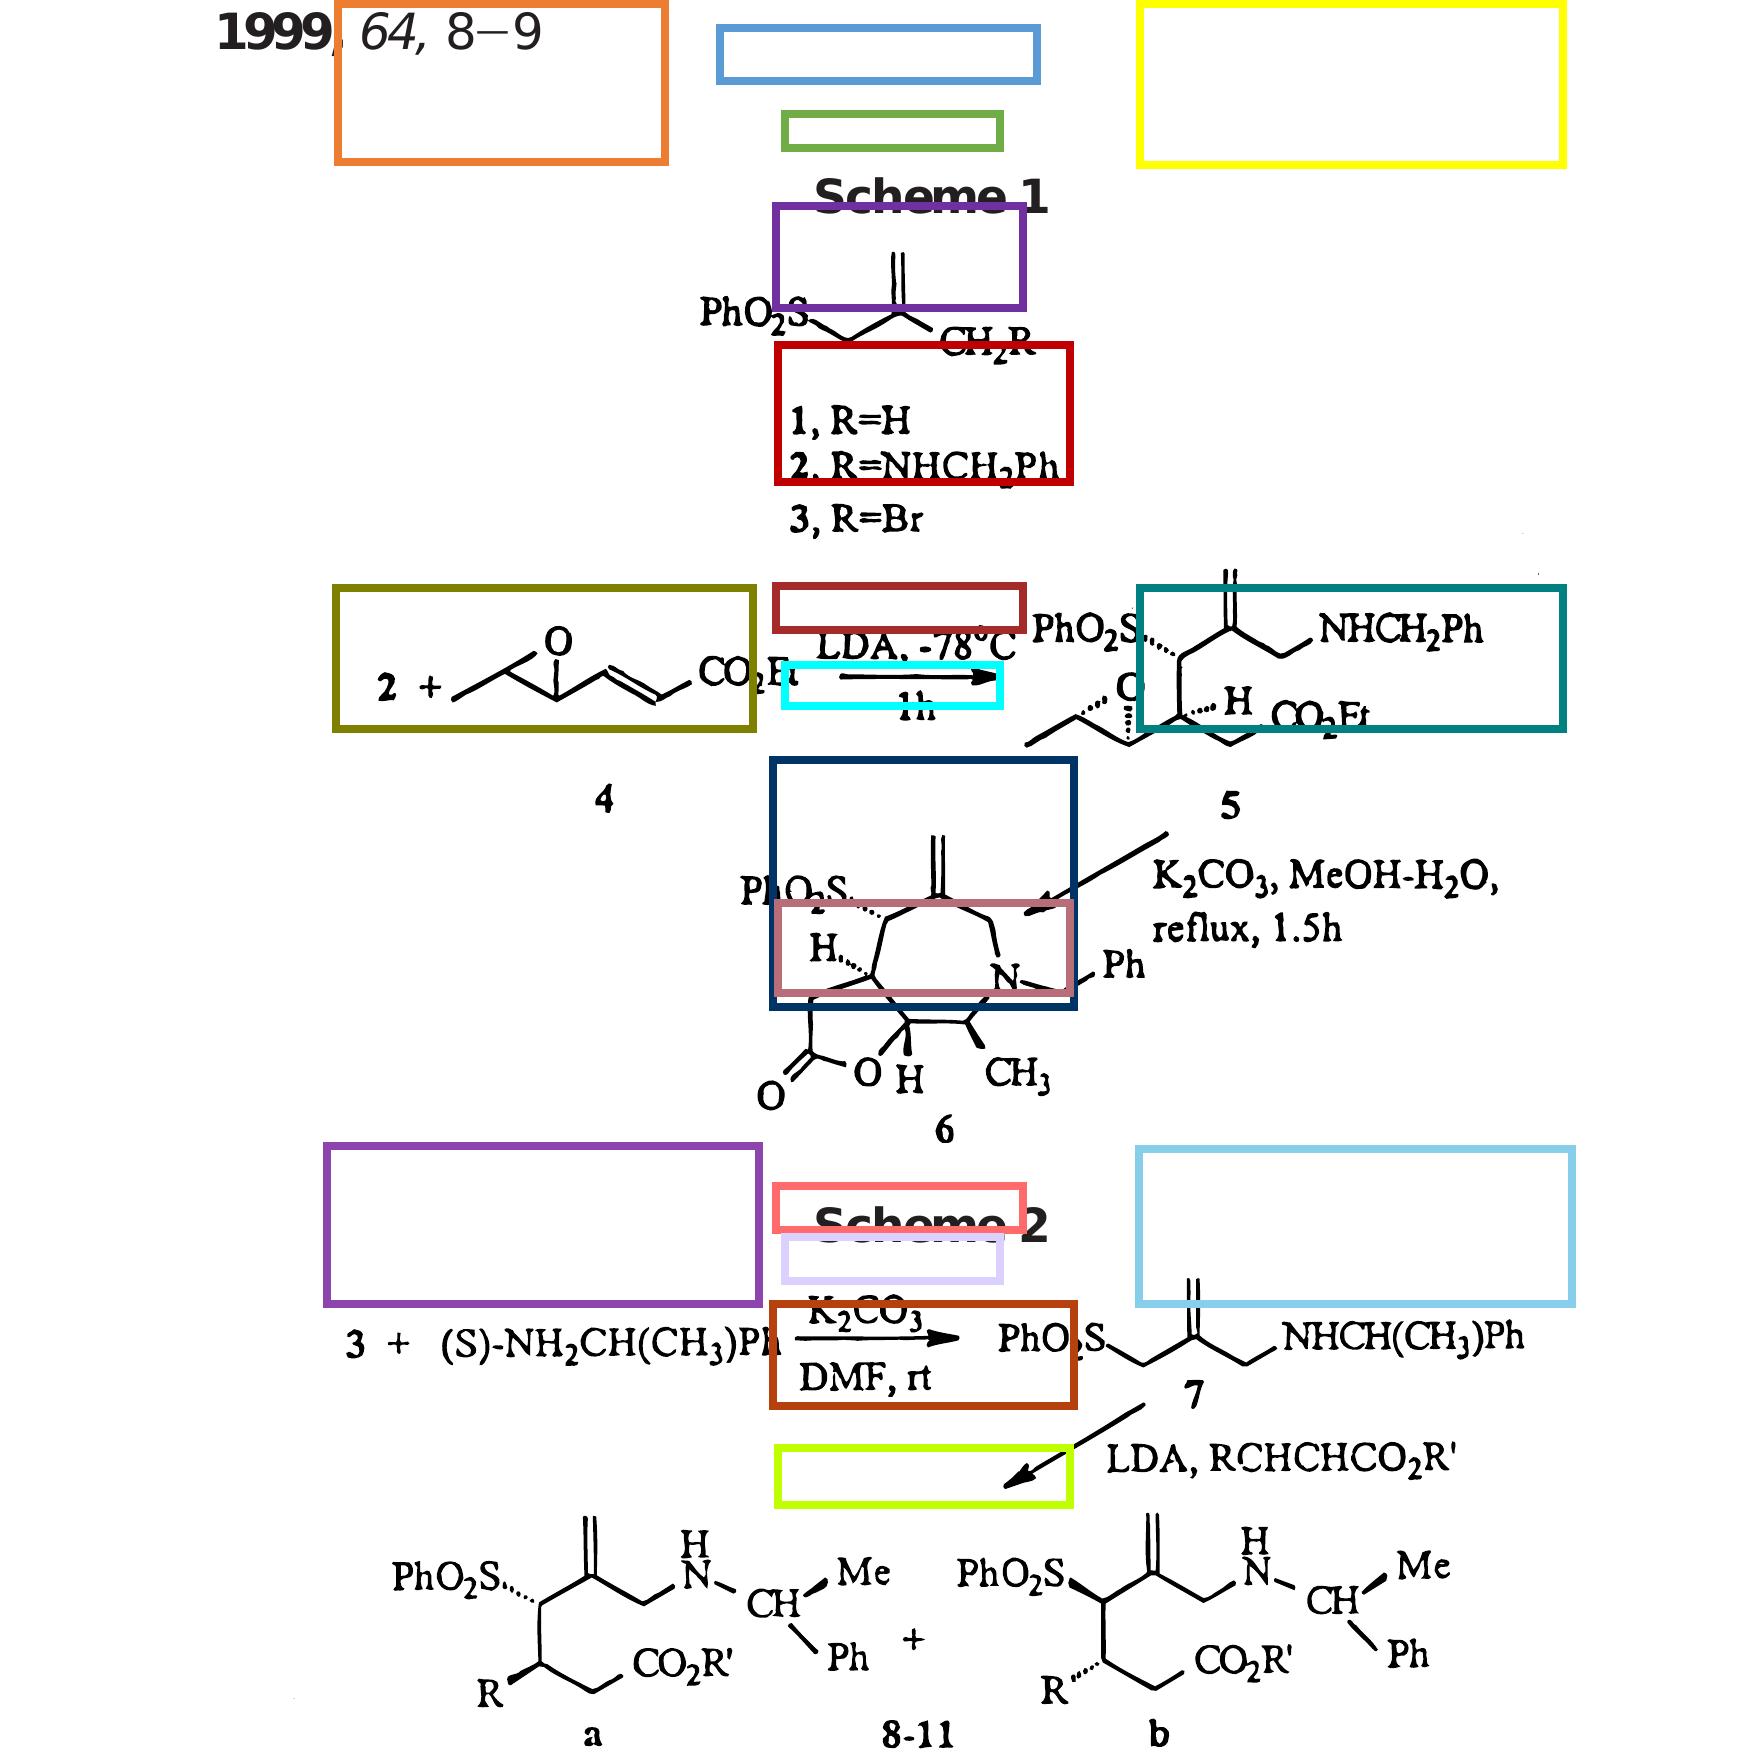 1999, 64, 8–9
Scheme 1
PhO2S
CH2R
1, R=H
2, R=NHCH2Ph
3, R=Br
2 +
O
CO2Et
4
LDA, -78⁰C
1h
PhO2S
NHCH2Ph
O
H
CO2Et
5
K2CO3, MeOH-H2O,
reflux, 1.5h
PhO2S
H
N
Ph
O
O
H
CH3
6
Scheme 2
3 + (S)-NH2CH(CH3)Ph
K2CO3
DMF, rt
PhO2S
NHCH(CH3)Ph
7
LDA, RCHCHCO2R'
PhO2S
H
N
CH
Me
Ph
CO2R'
R
a
+
PhO2S
H
N
CH
Me
Ph
CO2R'
R
b
8-11